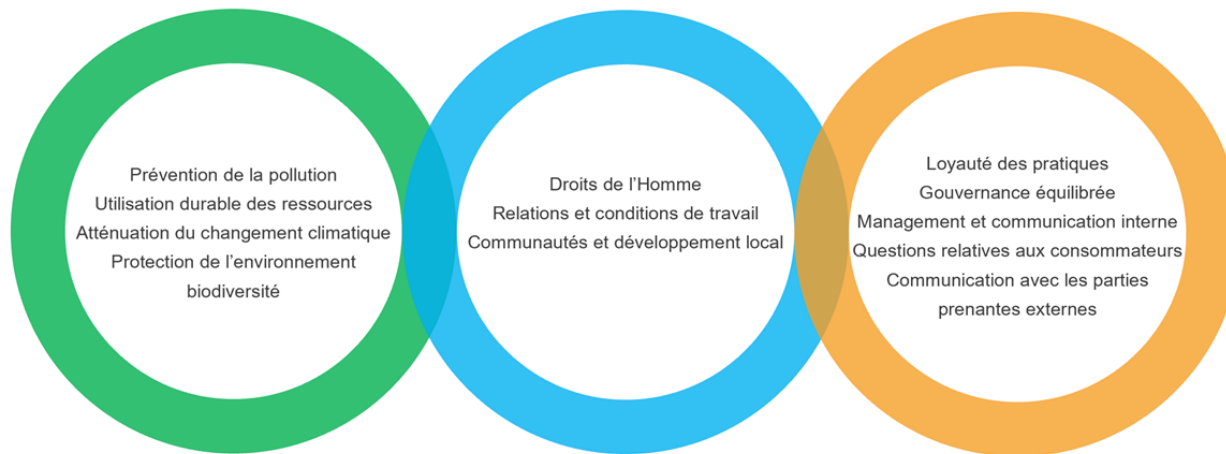 Prévention de la pollution
Utilisation durable des ressources
Atténuation du changement climatique
Protection de l’environnement
biodiversité
Droits de l’Homme
Relations et conditions de travail
Communautés et développement local
Loyauté des pratiques
Gouvernance équilibrée
Management et communication interne
Questions relatives aux consommateurs
Communication avec les parties
prenantes externes